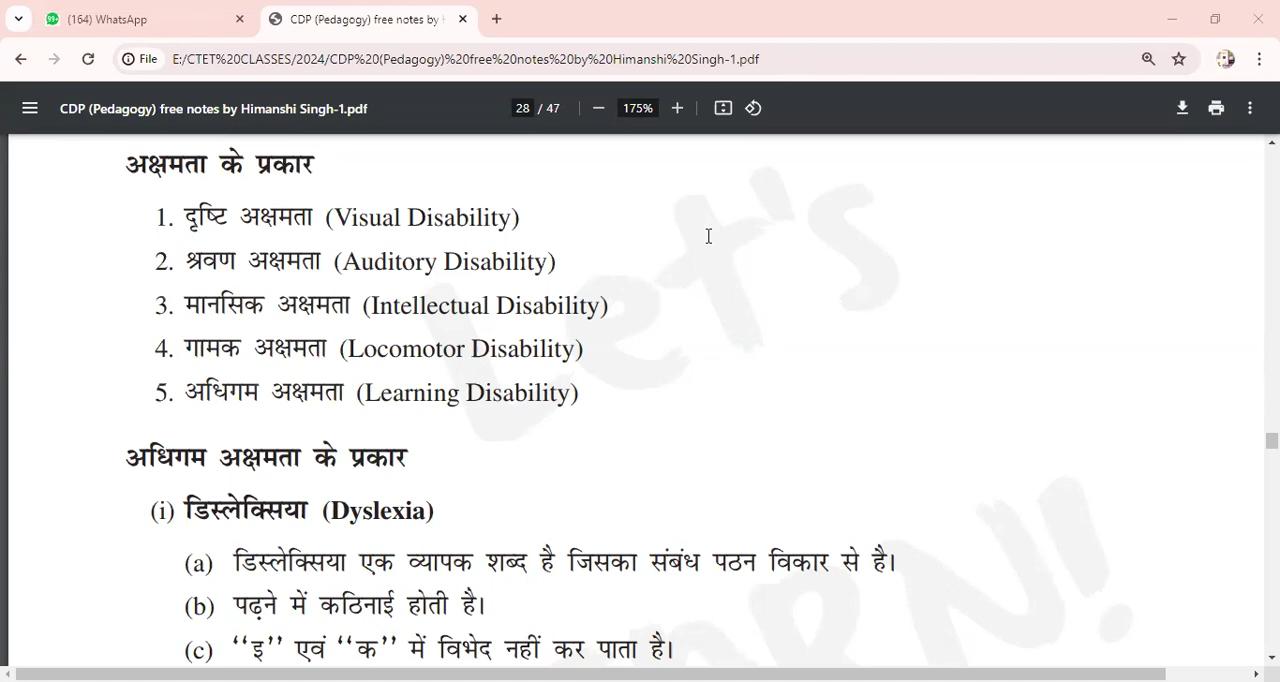 99+ (164) WhatsApp
CDP (Pedagogy) free notes by
File E:/CTET%20CLASSES/2024/CDP%20(Pedagogy)%20free%20notes%20by%20Himanshi%20Singh-1.pdf
CDP (Pedagogy) free notes by Himanshi Singh-1.pdf 28 / 47 175%
अक्षमता के प्रकार
1. दृष्टि अक्षमता (Visual Disability)
2. श्रवण अक्षमता (Auditory Disability)
3. मानसिक अक्षमता (Intellectual Disability)
4. गामक अक्षमता (Locomotor Disability)
5. अधिगम अक्षमता (Learning Disability)
अधिगम अक्षमता के प्रकार
(i) डिस्लेक्सिया (Dyslexia)
(a) डिस्लेक्सिया एक व्यापक शब्द है जिसका संबंध पठन विकार से है।
(b) पढ़ने में कठिनाई होती है।
(c) “इ” एवं “क” में विभेद नहीं कर पाता है।
Let's
LEARN!